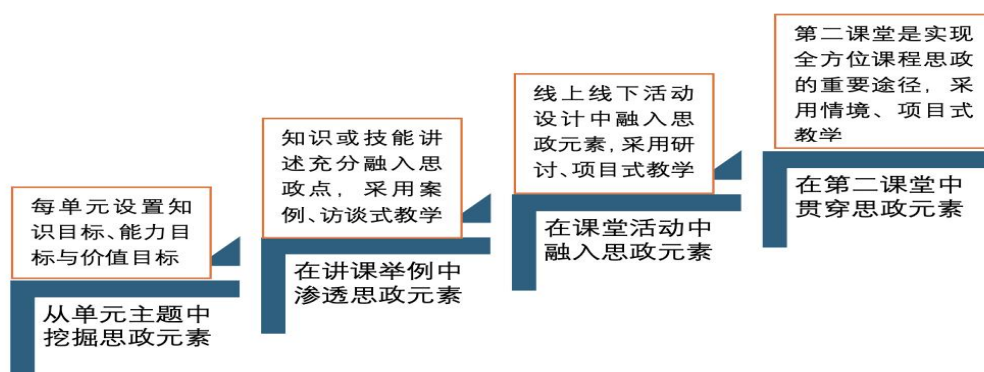 每单元设置知
识目标、能力目
标与价值目标
从单元主题中
挖掘思政元素
知识或技能讲
述充分融入思
政点，采用案
例、访谈式教学
在讲课举例中
渗透思政元素
线上线下活动
设计中融入思
政元素,采用研
讨、项目式教学
在课堂活动中
融入思政元素
第二课堂是实现
全方位课程思政
的重要途径，采
用情境、项目式
教学
在第二课堂中
贯穿思政元素